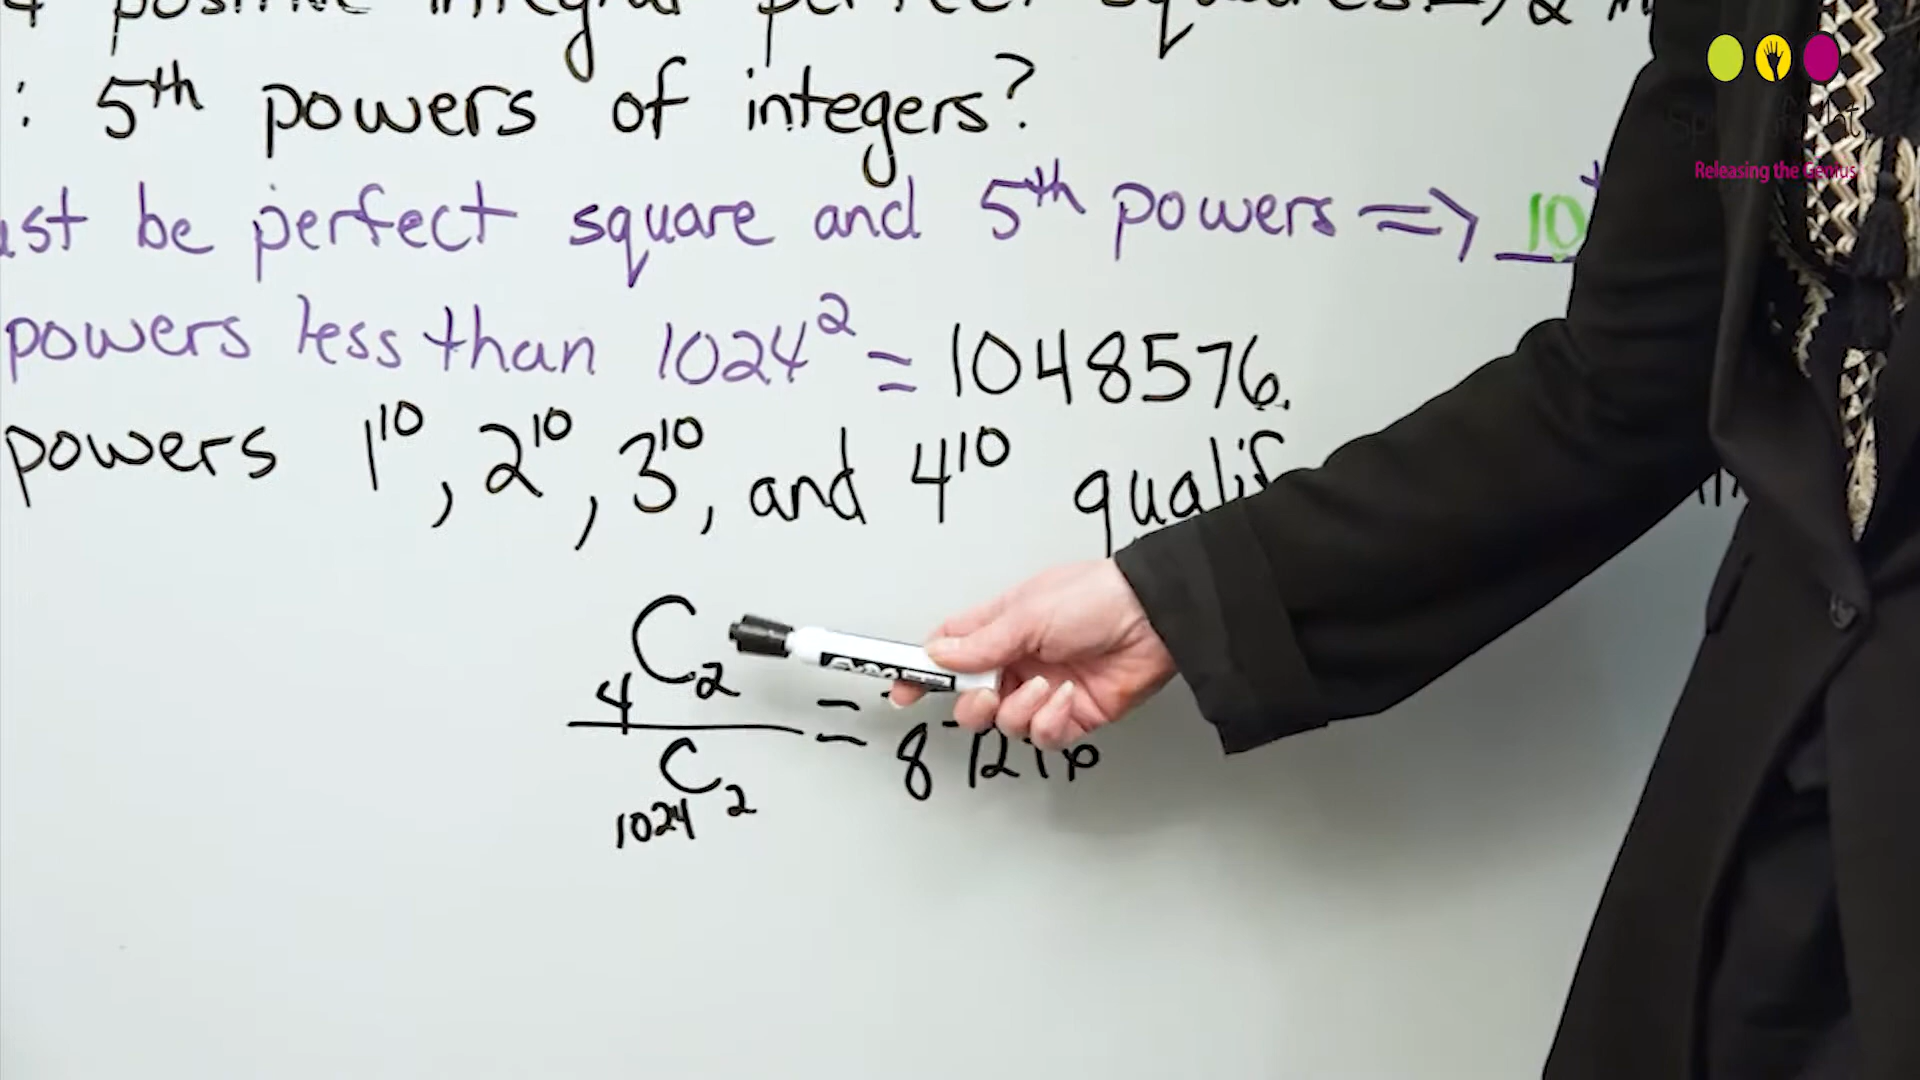 4 positive integral perfect squares => 2
: 5th powers of integers?
ust be perfect square and 5th powers => 10
powers less than 1024² = 1048576.
powers 1¹⁰, 2¹⁰, 3¹⁰, and 4¹⁰ qualif
₄C₂
=
₁₀₂₄C₂
Releasing the Genius